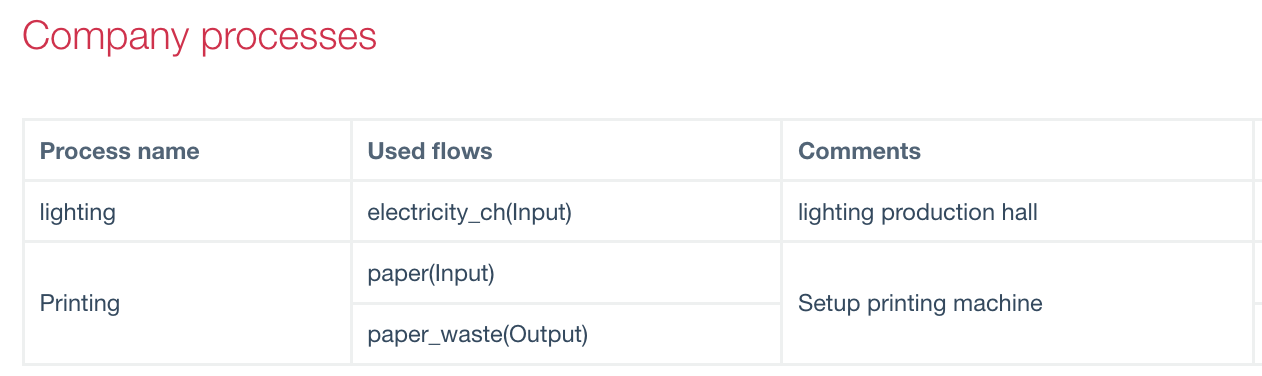 Company processes
Process name Used flows Comments
lighting electricity_ch(Input) lighting production hall
paper(Input)
Printing Setup printing machine
paper_waste(Output)